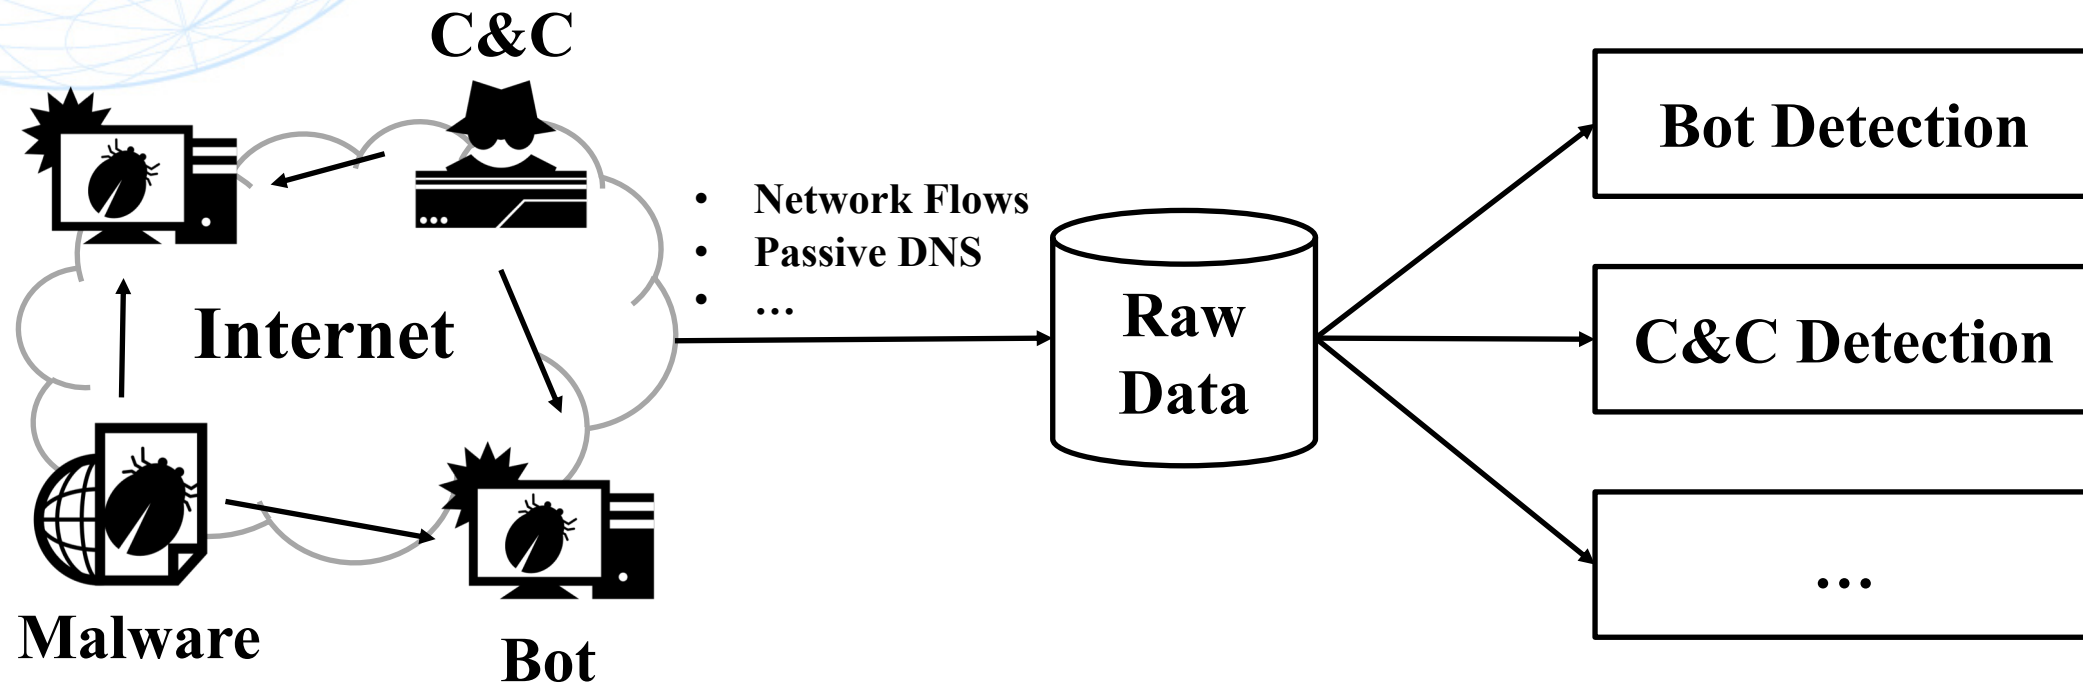 C&C
Internet
Malware
Bot
• Network Flows
• Passive DNS
• …
Raw
Data
Bot Detection
C&C Detection
…